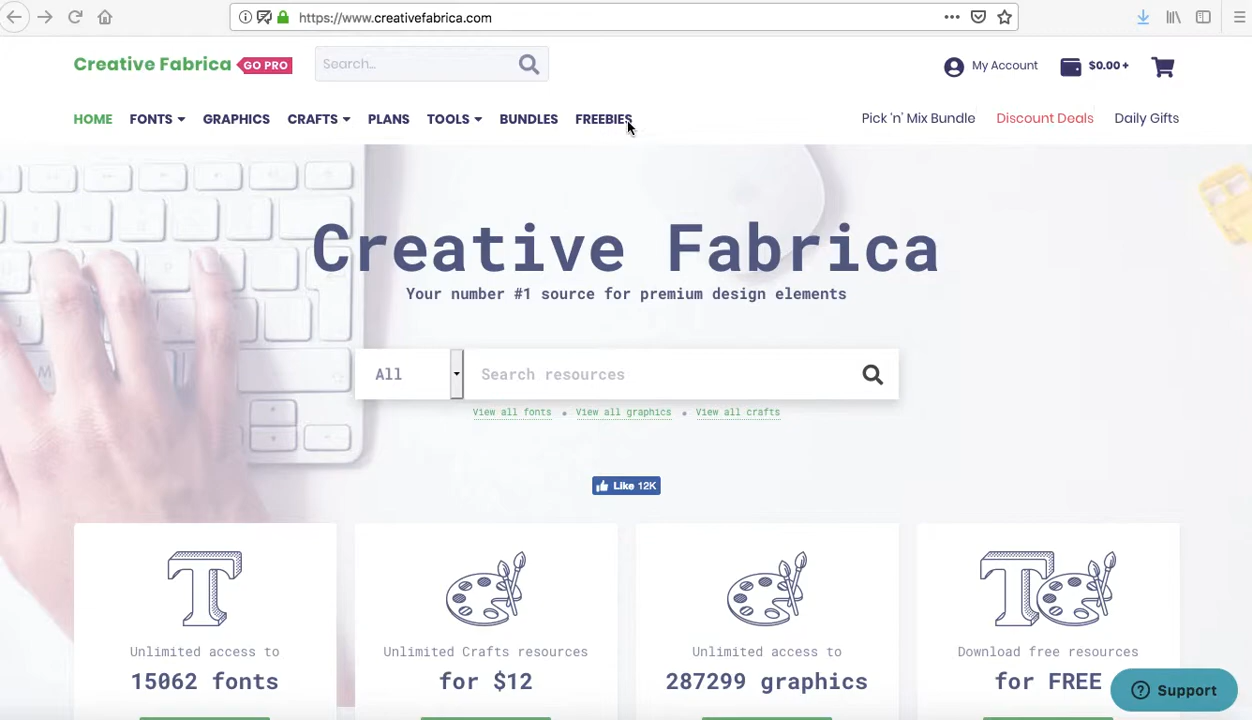 https://www.creativefabrica.com
Creative Fabrica GO PRO
Search...
My Account
$0.00+
HOME FONTS GRAPHICS CRAFTS PLANS TOOLS BUNDLES FREEBIES
Pick 'n' Mix Bundle Discount Deals Daily Gifts
Creative Fabrica
Your number #1 source for premium design elements
All Search resources
View all fonts • View all graphics • View all crafts
Like 12K
Unlimited access to
15062 fonts
Unlimited Crafts resources
for $12
Unlimited access to
287299 graphics
Download free resources
for FREE
Support